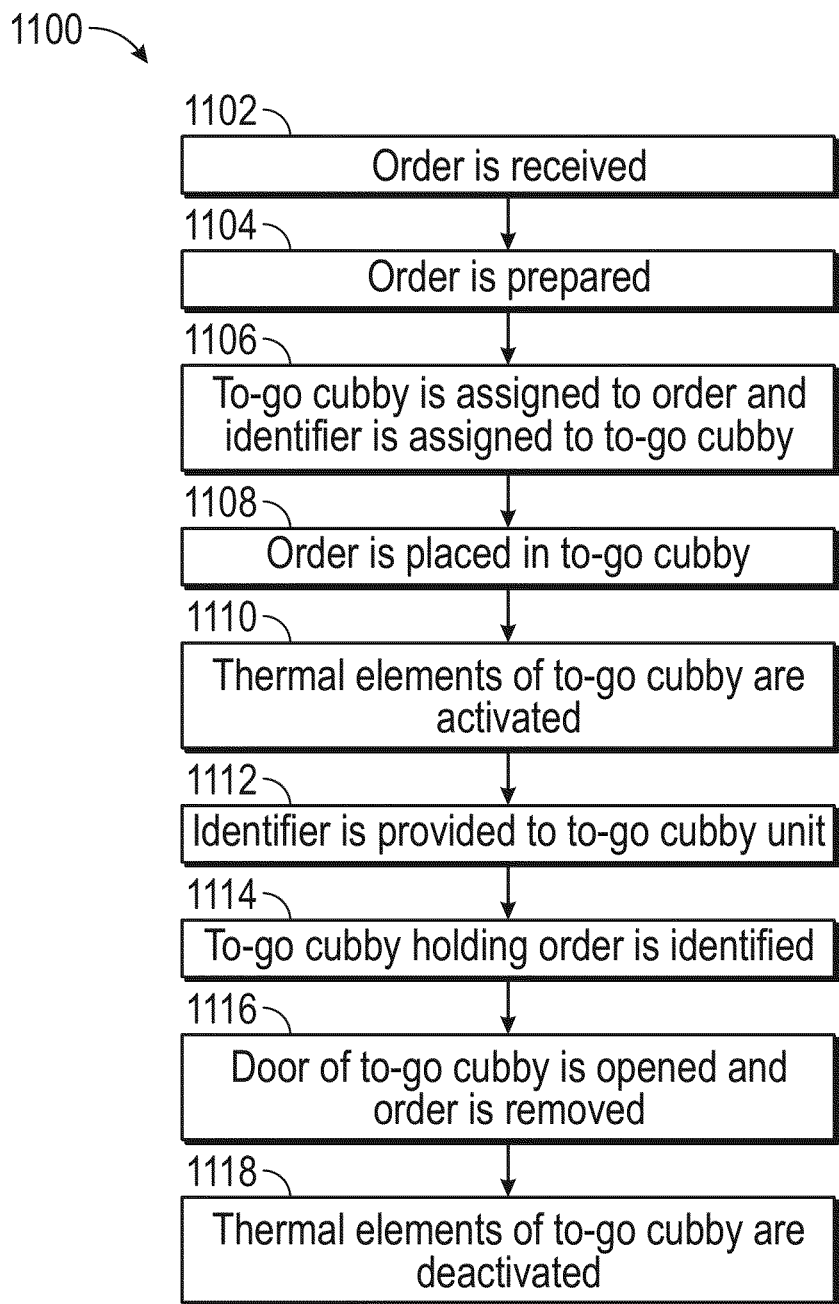 1100
1102
Order is received
1104
Order is prepared
1106
To-go cubby is assigned to order and
identifier is assigned to to-go cubby
1108
Order is placed in to-go cubby
1110
Thermal elements of to-go cubby are
activated
1112
Identifier is provided to to-go cubby unit
1114
To-go cubby holding order is identified
1116
Door of to-go cubby is opened and
order is removed
1118
Thermal elements of to-go cubby are
deactivated